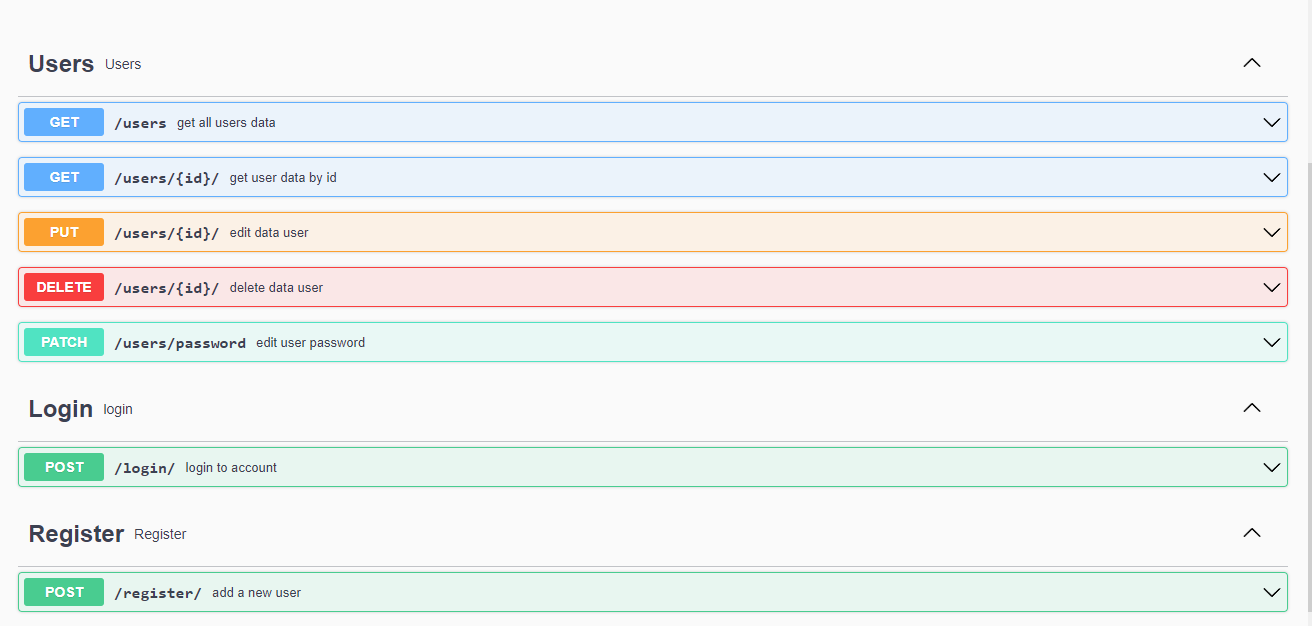 Users Users
GET /users get all users data
GET /users/{id}/ get user data by id
PUT /users/{id}/ edit data user
DELETE /users/{id}/ delete data user
PATCH /users/password edit user password
Login login
POST /login/ login to account
Register Register
POST /register/ add a new user